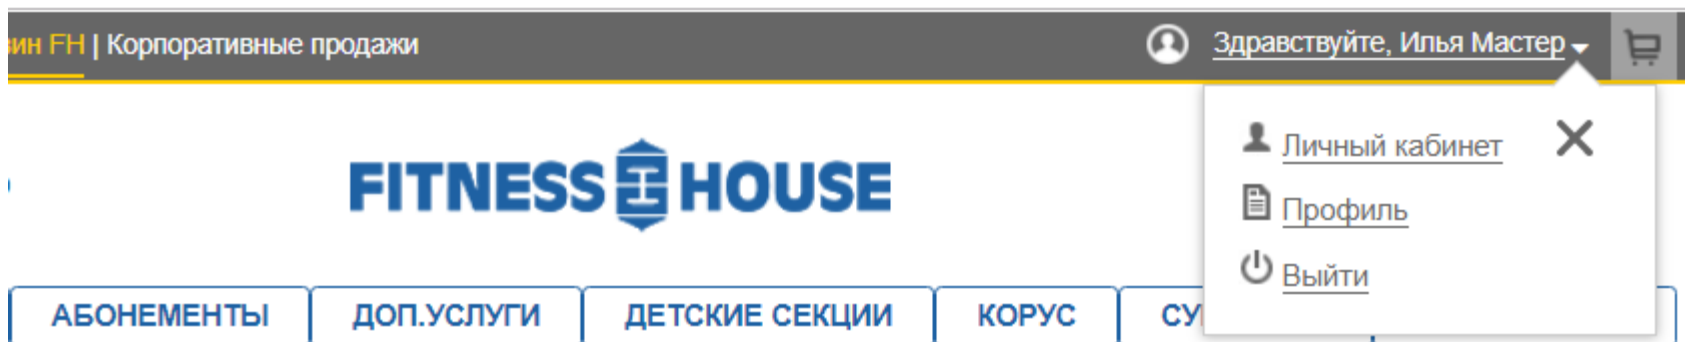 ин FH | Корпоративные продажи
Здравствуйте, Илья Мастер
Личный кабинет
FITNESS HOUSE
Профиль
Выйти
АБОНЕМЕНТЫ
ДОП.УСЛУГИ
ДЕТСКИЕ СЕКЦИИ
КОРУС
СУ